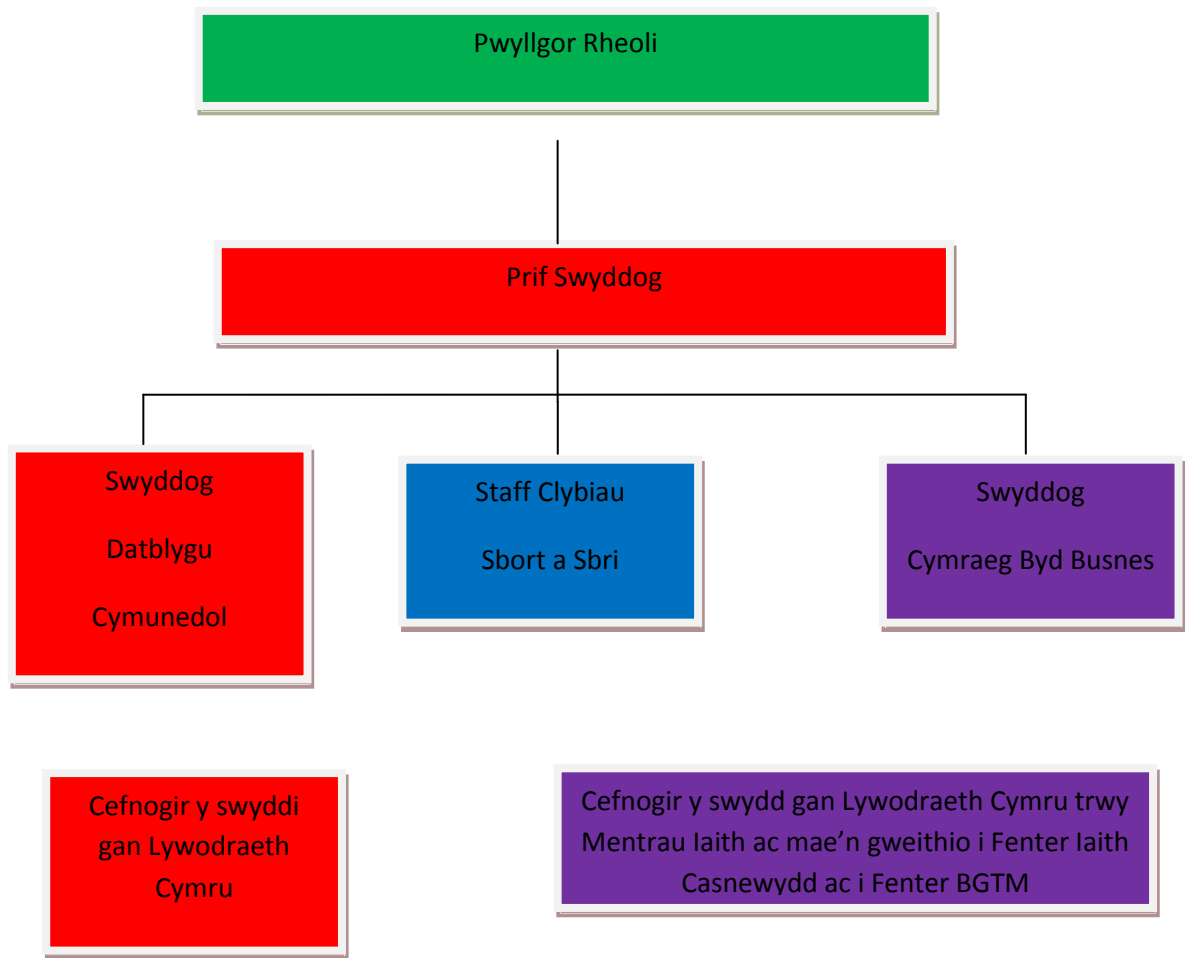 Pwyllgor Rheoli
Prif Swyddog
Swyddog
Datblygu
Cymunedol
Staff Clybiau
Sbort a Sbri
Swyddog
Cymraeg Byd Busnes
Cefnogir y swyddi
gan Lywodraeth
Cymru
Cefnogir y swydd gan Lywodraeth Cymru trwy
Mentrau Iaith ac mae’n gweithio i Fenter Iaith
Casnewydd ac i Fenter BGTM